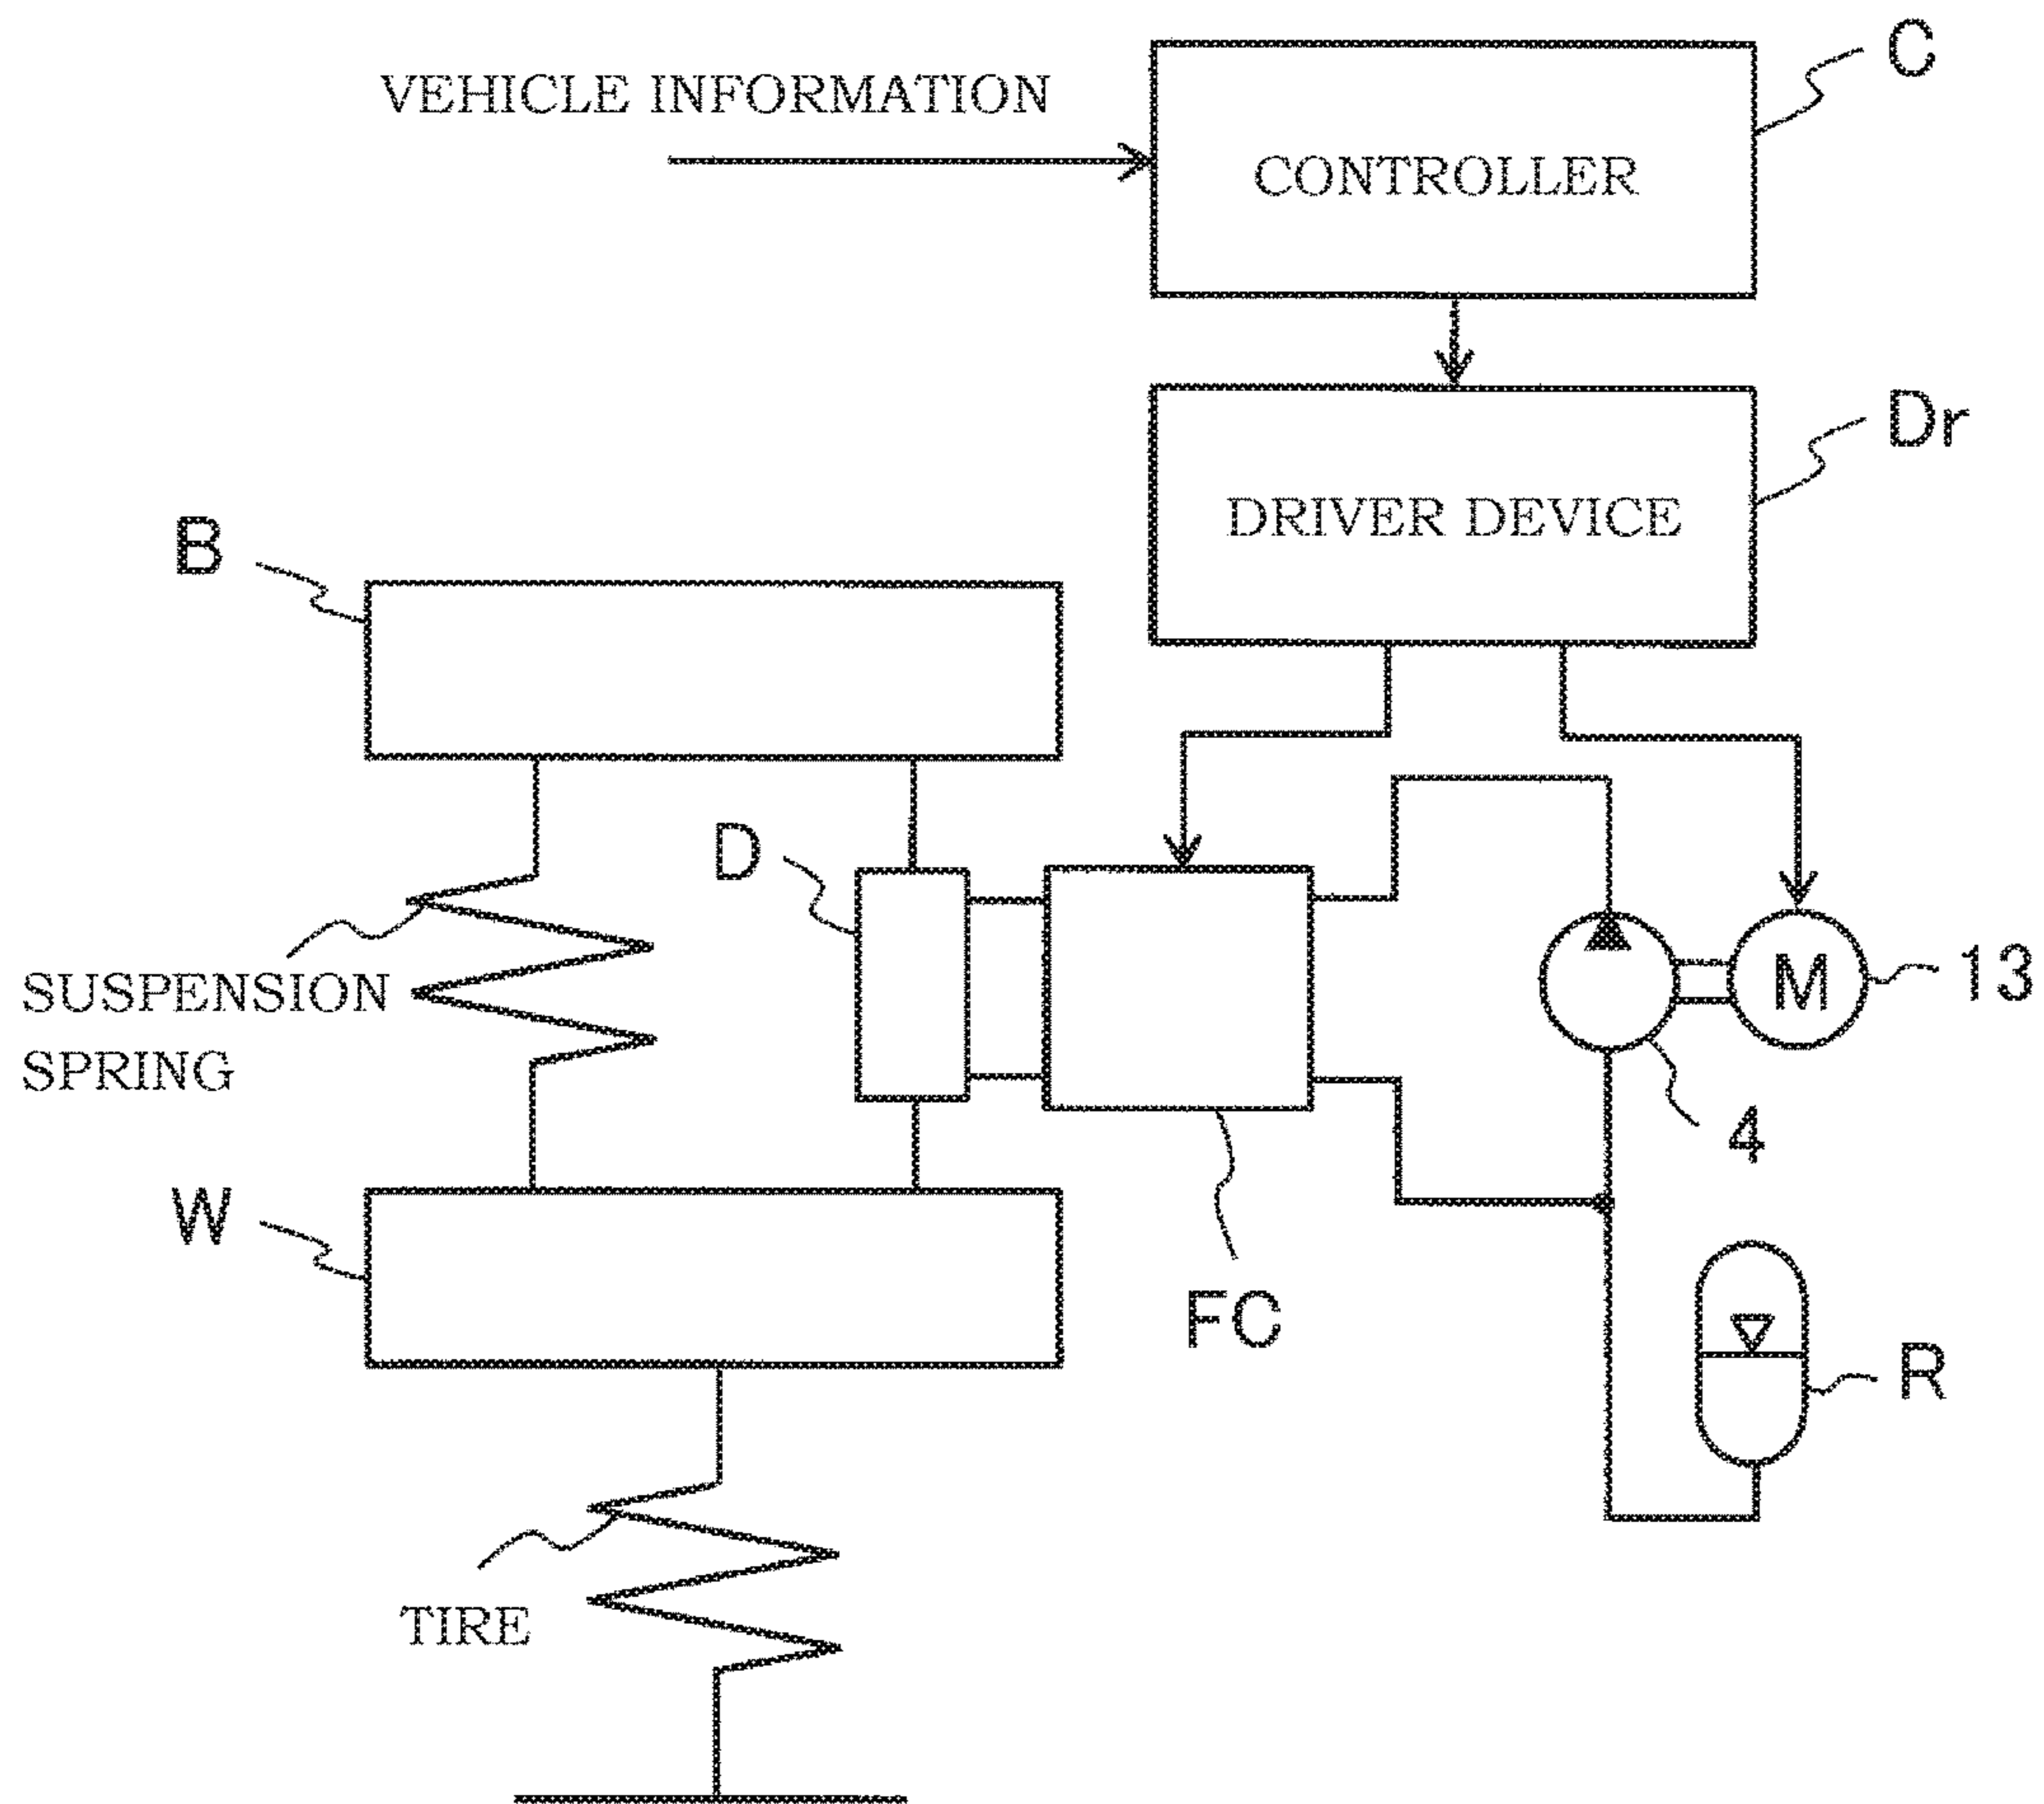 C
VEHICLE INFORMATION
CONTROLLER
Dr
DRIVER DEVICE
B
D
SUSPENSION
SPRING
M
13
4
W
FC
R
TIRE